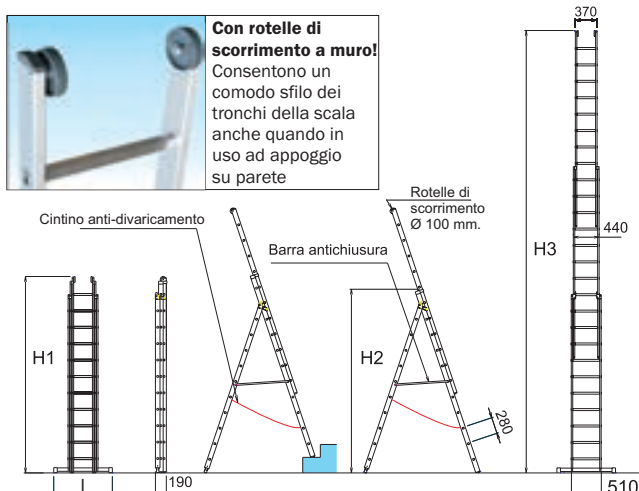 Con rotelle di
scorrimento a muro!
Consentono un
comodo sfilo dei
tronchi della scala
anche quando in
uso ad appoggio
su parete
370
Cintino anti-divaricamento
Rotelle di
scorrimento
Ø 100 mm.
Barra antichiusura
H3
440
H1
H2
280
L
190
510